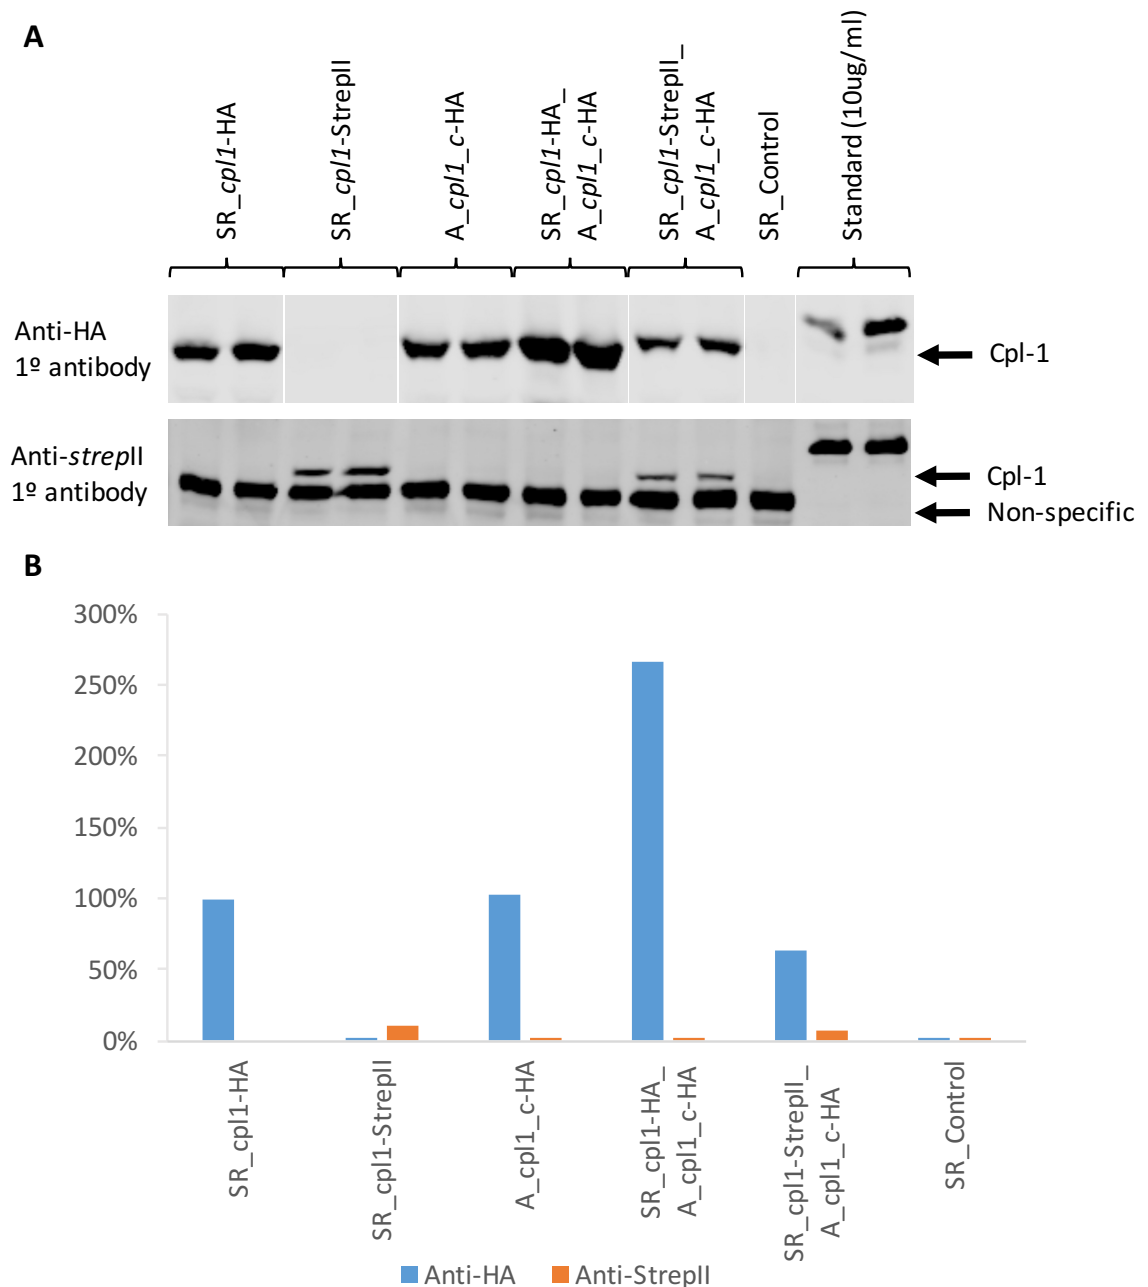 A
SR_cpl1-HA
SR_cpl1-StrepII
A_cpl1_c-HA
SR_cpl1-HA_
A_cpl1_c-HA
SR_cpl1-StrepII_
A_cpl1_c-HA
SR_Control
Standard (10ug/ml)
Anti-HA
1º antibody
Cpl-1
Anti-strepII
1º antibody
Cpl-1
Non-specific
B
300%
250%
200%
150%
100%
50%
0%
SR_cpl1-HA
SR_cpl1-StrepII
A_cpl1_c-HA
SR_cpl1-HA_
A_cpl1_c-HA
SR_cpl1-StrepII_
A_cpl1_c-HA
SR_Control
Anti-HA
Anti-StrepII